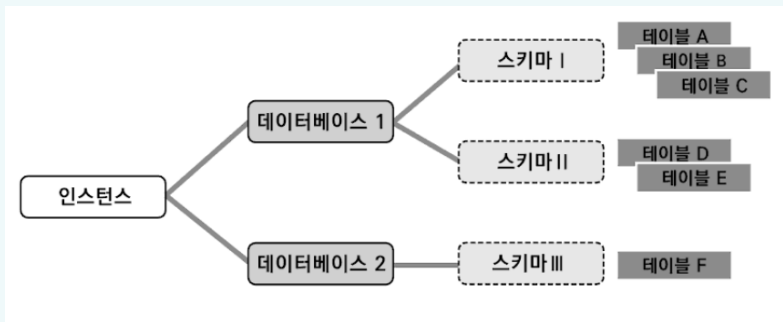 테이블 A
스키마 Ⅰ
테이블 B
테이블 C
데이터베이스 1
스키마 Ⅱ
테이블 D
테이블 E
인스턴스
데이터베이스 2
스키마 Ⅲ
테이블 F